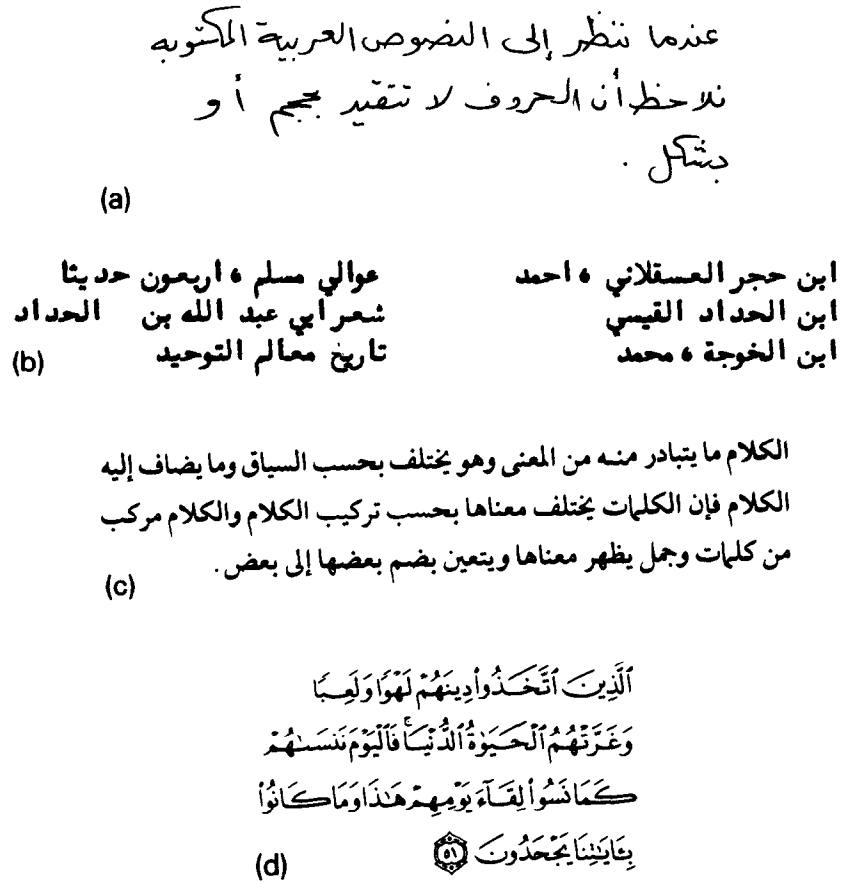 عندما ننظر إلى النصوص العربية المكتوبه
نلاحظ أن الحروف لا تتقيد بحجم أو
بشكل .
(a)
ابن حجر العسقلاني ، احمد عوالي مسلم ، اربعون حديثا
ابن الحداد القيسي شعر ابي عبد الله بن الحداد
ابن الخوجة ، محمد تاريخ معالم التوحيد
(b)
الكلام ما يتبادر منه من المعنى وهو يختلف بحسب السياق وما يضاف إليه
الكلام فإن الكلمات يختلف معناها بحسب تركيب الكلام والكلام مركب
من كلمات وجمل يظهر معناها ويتعين بضم بعضها إلى بعض .
(c)
ٱلَّذِينَ ٱتَّخَذُواْ دِينَهُمْ لَهْوًا وَلَعِبًا
وَغَرَّتْهُمُ ٱلْحَيَوٰةُ ٱلدُّنْيَاۚ فَٱلْيَوْمَ نَنسَىٰهُمْ
كَمَا نَسُواْ لِقَآءَ يَوْمِهِمْ هَٰذَا وَمَا كَانُواْ
بِـَٔايَٰتِنَا يَجْحَدُونَ ٥١
(d)